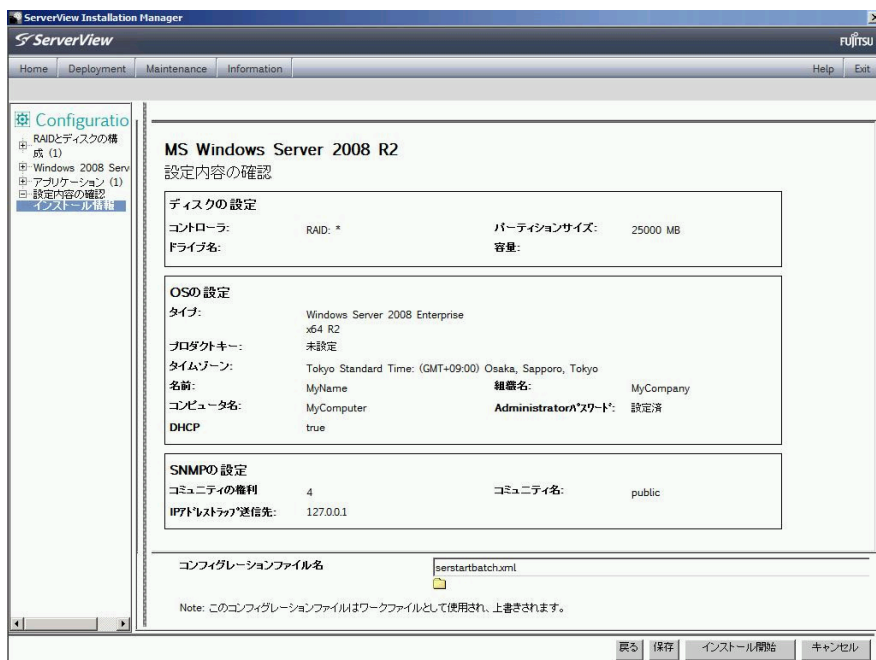 ServerView Installation Manager
ServerView
FUJITSU
Home Deployment Maintenance Information Help Exit
Configuratio
RAIDとディスクの構
成 (1)
Windows 2008 Serv
アプリケーション (1)
設定内容の確認
インストール情報
MS Windows Server 2008 R2
設定内容の確認
ディスクの設定
コントローラ: RAID: * パーティションサイズ: 25000 MB
ドライブ名: 容量:
OSの設定
タイプ: Windows Server 2008 Enterprise
x64 R2
プロダクトキー: 未設定
タイムゾーン: Tokyo Standard Time: (GMT+09:00) Osaka, Sapporo, Tokyo
名前: MyName 組織名: MyCompany
コンピュータ名: MyComputer Administratorパスワード: 設定済
DHCP true
SNMPの設定
コミュニティの権利 4 コミュニティ名: public
IPアドレストラップ送信先: 127.0.0.1
コンフィグレーションファイル名 serstartbatch.xml
Note: このコンフィグレーションファイルはワークファイルとして使用され、上書きされます。
戻る 保存 インストール開始 キャンセル